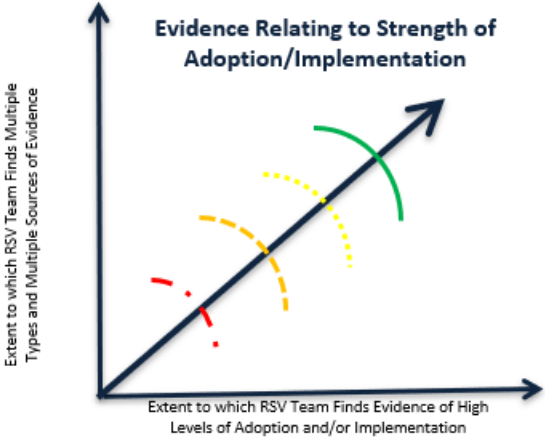 Evidence Relating to Strength of
Adoption/Implementation
Extent to which RSV Team Finds Multiple
Types and Multiple Sources of Evidence
Extent to which RSV Team Finds Evidence of High
Levels of Adoption and/or Implementation